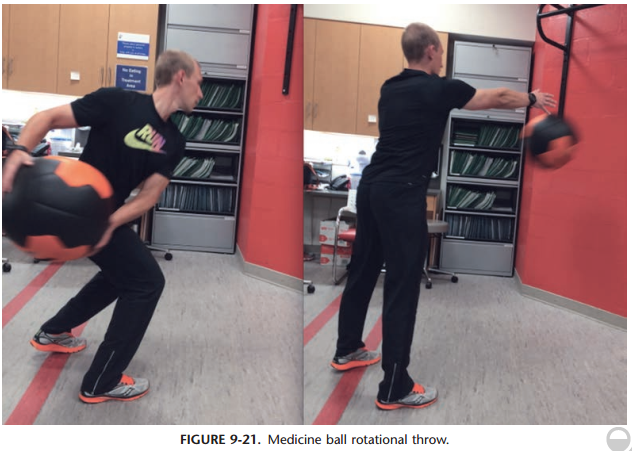 No Eating
in
Treatment
Area
RUN
FIGURE 9-21. Medicine ball rotational throw.